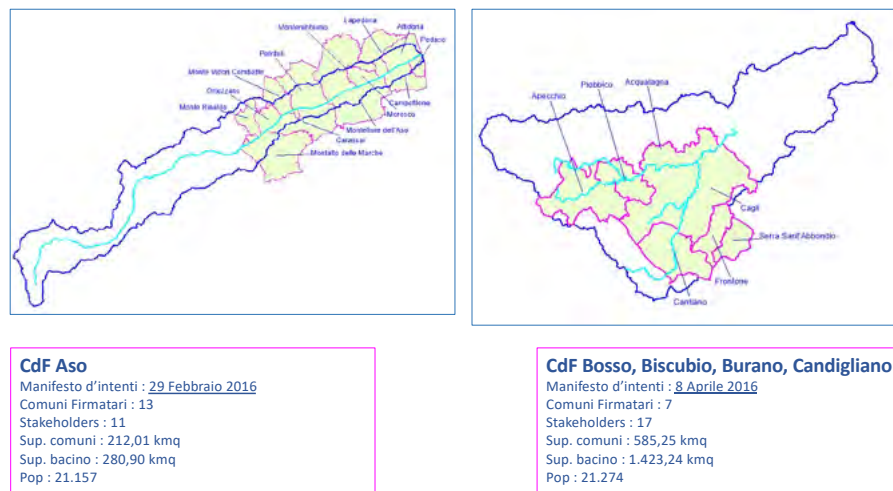 Lapedona
Altidona
Pedaso
Petritoli
Monte Vidon Combatte
Ortezzano
Monte Rinaldo
Campofilone
Moresco
Montefiore dell'Aso
Carassai
Montalto delle Marche
Apecchio
Piobbico
Acqualagna
Cagli
Serra Sant'Abbondio
Frontone
Cantiano
CdF Aso
Manifesto d'intenti : 29 Febbraio 2016
Comuni Firmatari : 13
Stakeholders : 11
Sup. comuni : 212,01 kmq
Sup. bacino : 280,90 kmq
Pop : 21.157
CdF Bosso, Biscubio, Burano, Candigliano
Manifesto d'intenti : 8 Aprile 2016
Comuni Firmatari : 7
Stakeholders : 17
Sup. comuni : 585,25 kmq
Sup. bacino : 1.423,24 kmq
Pop : 21.274